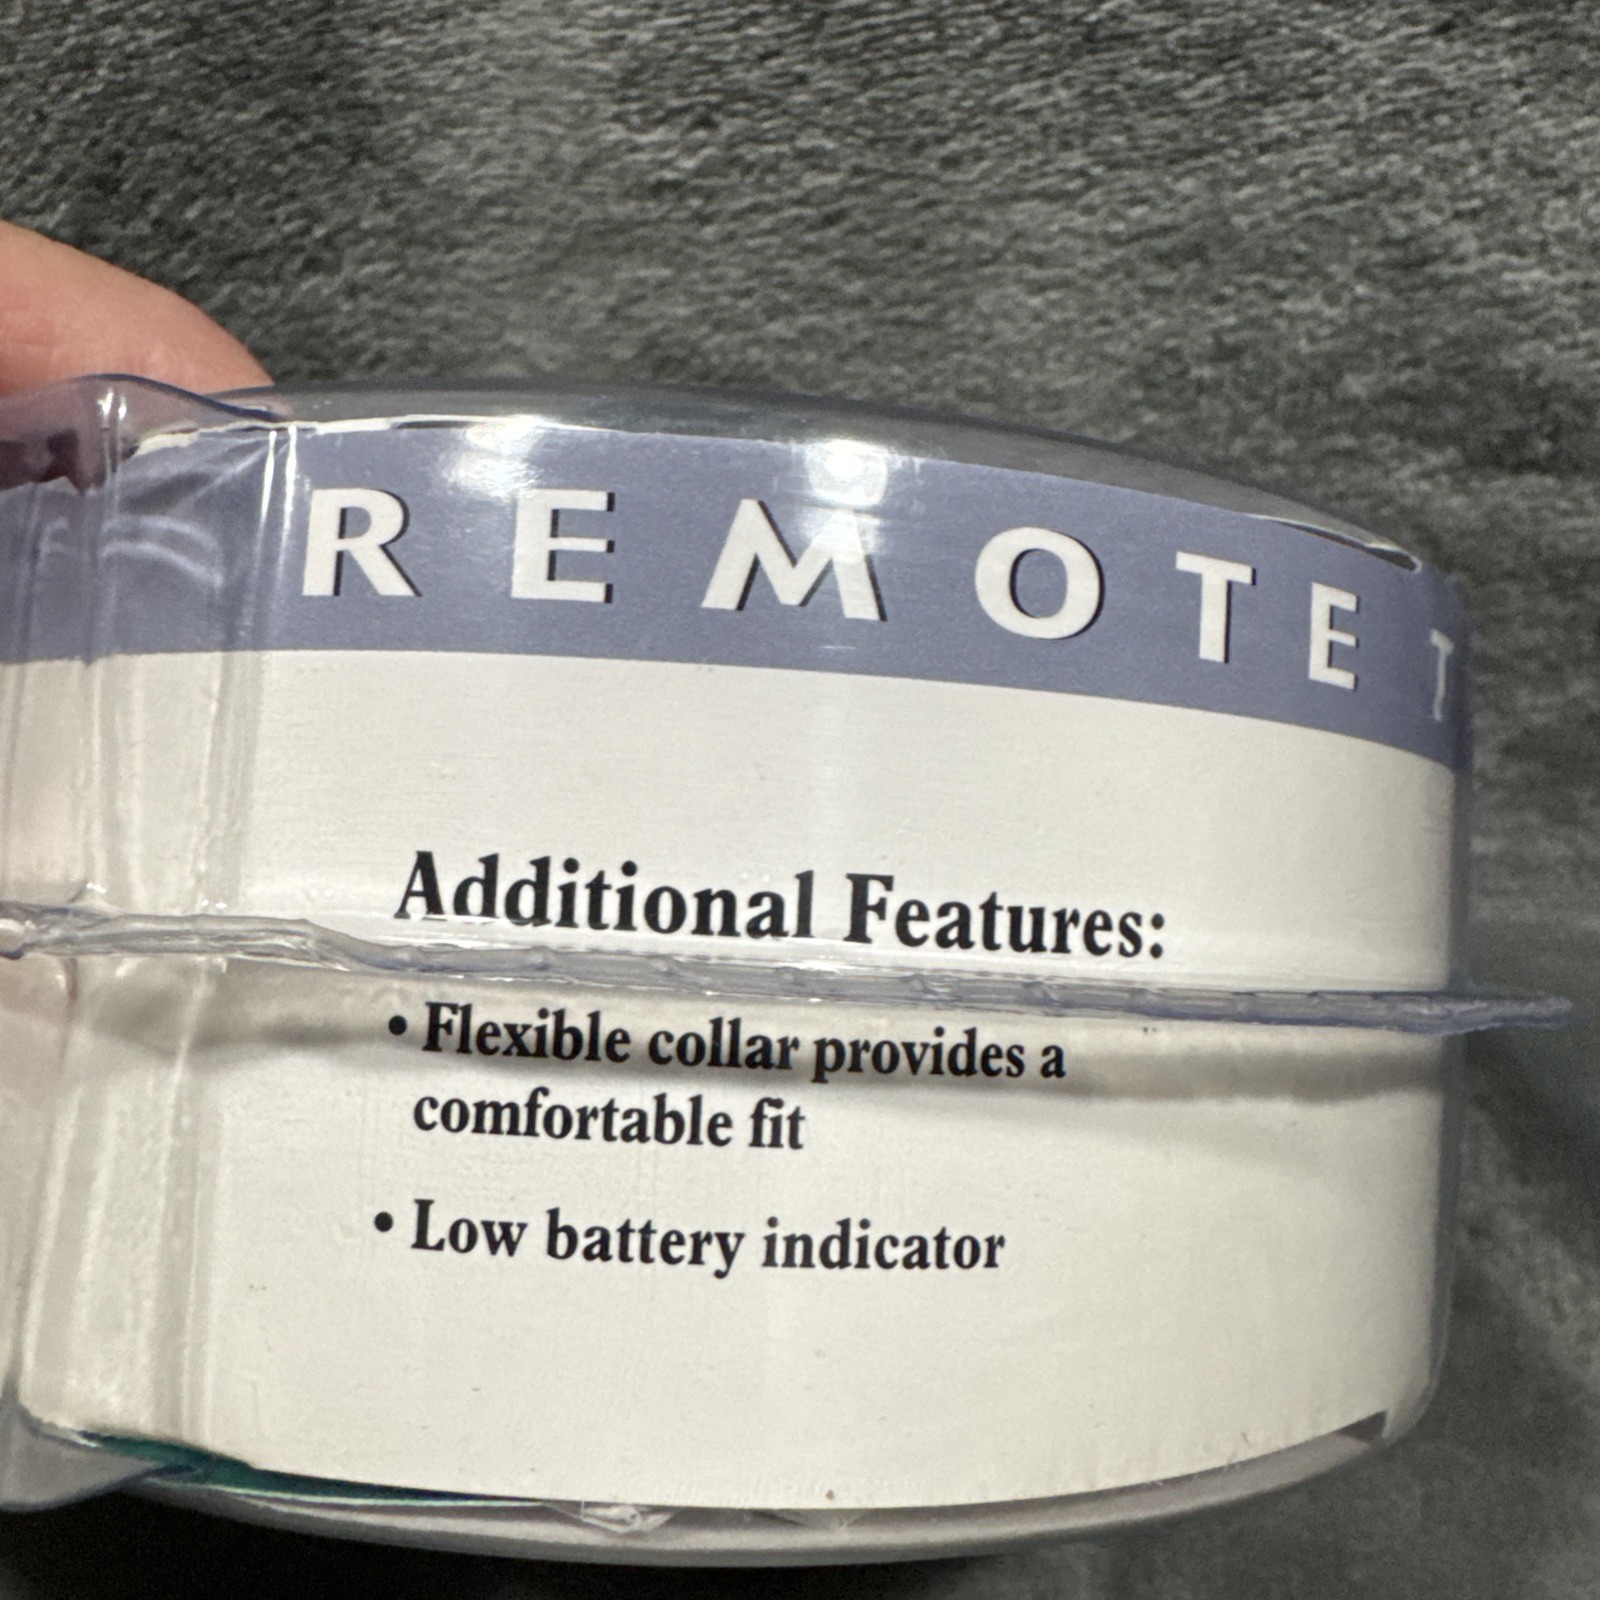 REMOTE T
Additional Features:
• Flexible collar provides a
comfortable fit
• Low battery indicator